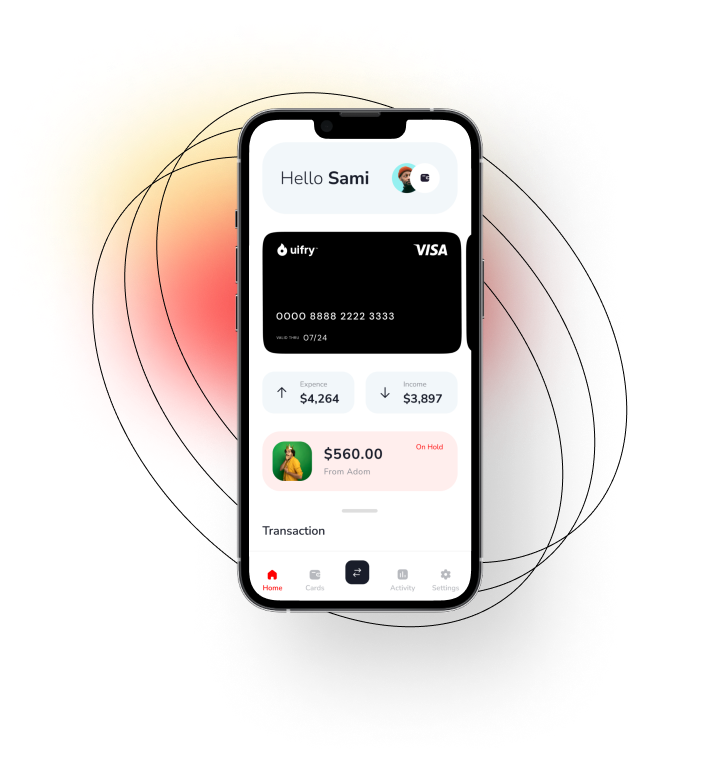 Hello Sami
uifry™
VISA
0000 8888 2222 3333
VALID THRU 07/24
Expence
$4,264
Income
$3,897
$560.00
On Hold
From Adom
Transaction
Home
Cards
Activity
Settings